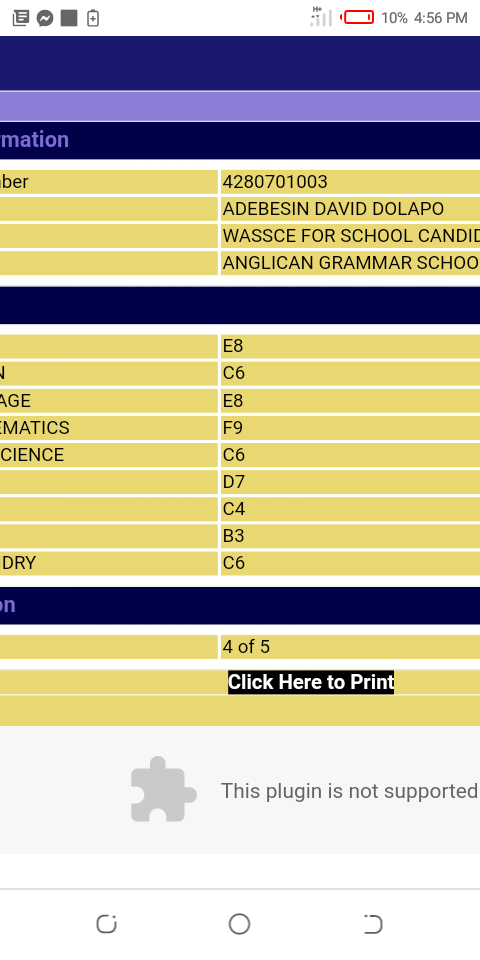 H+ 10% 4:56 PM
rmation
ber 4280701003
ADEBESIN DAVID DOLAPO
WASSCE FOR SCHOOL CANDID
ANGLICAN GRAMMAR SCHOO
E8
N C6
AGE E8
EMATICS F9
CIENCE C6
D7
C4
B3
NDRY C6
on
4 of 5
Click Here to Print
This plugin is not supported